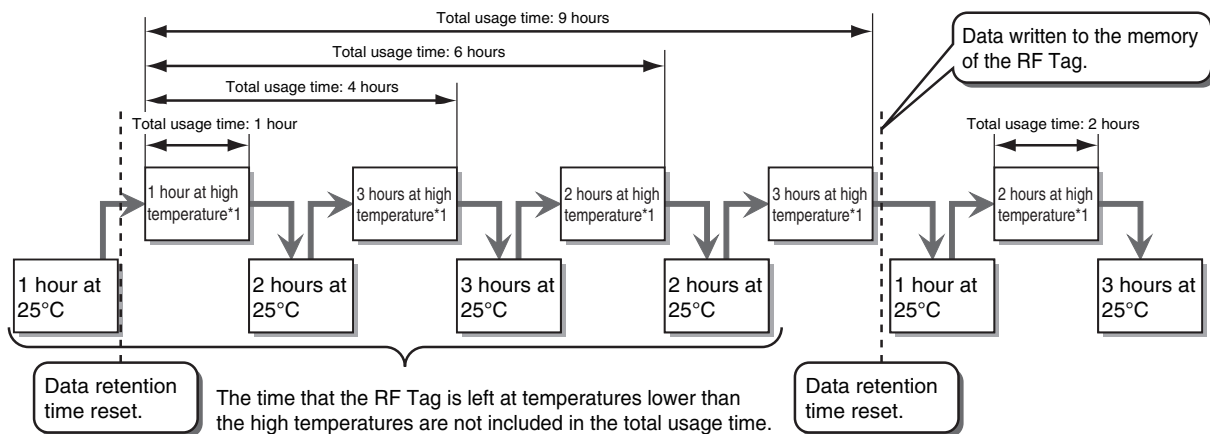 Total usage time: 9 hours
Total usage time: 6 hours
Total usage time: 4 hours
Total usage time: 1 hour
Data written to the memory
of the RF Tag.
Total usage time: 2 hours
1 hour at high
temperature*1
3 hours at high
temperature*1
2 hours at high
temperature*1
3 hours at high
temperature*1
2 hours at high
temperature*1
1 hour at
25°C
2 hours at
25°C
3 hours at
25°C
2 hours at
25°C
1 hour at
25°C
3 hours at
25°C
Data retention
time reset.
The time that the RF Tag is left at temperatures lower than
the high temperatures are not included in the total usage time.
Data retention
time reset.